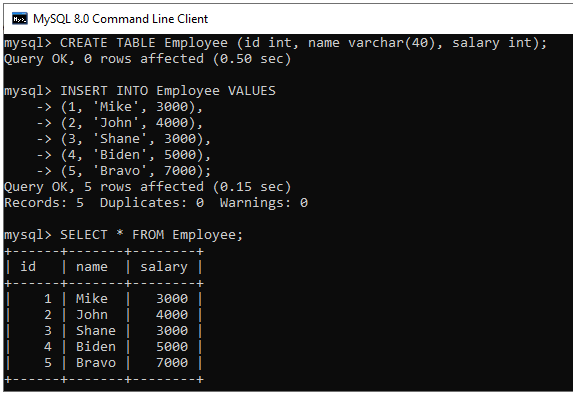 MySQL 8.0 Command Line Client
mysql> CREATE TABLE Employee (id int, name varchar(40), salary int);
Query OK, 0 rows affected (0.50 sec)

mysql> INSERT INTO Employee VALUES
    -> (1, 'Mike', 3000),
    -> (2, 'John', 4000),
    -> (3, 'Shane', 3000),
    -> (4, 'Biden', 5000),
    -> (5, 'Bravo', 7000);
Query OK, 5 rows affected (0.15 sec)
Records: 5  Duplicates: 0  Warnings: 0

mysql> SELECT * FROM Employee;
+------+-------+--------+
| id   | name  | salary |
+------+-------+--------+
|    1 | Mike  |   3000 |
|    2 | John  |   4000 |
|    3 | Shane |   3000 |
|    4 | Biden |   5000 |
|    5 | Bravo |   7000 |
+------+-------+--------+